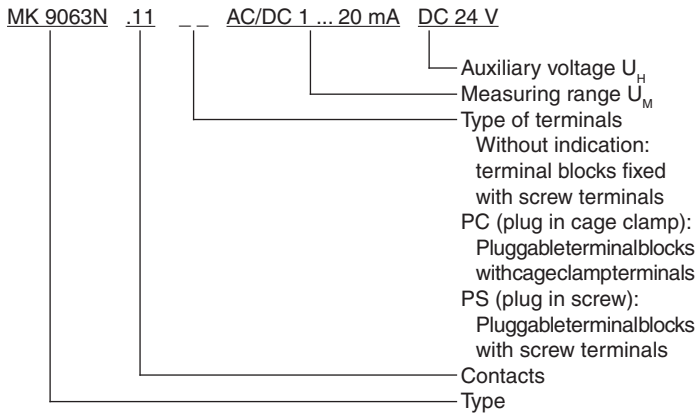 MK 9063N .11 _ _ AC/DC 1 ... 20 mA DC 24 V
Auxiliary voltage U_H
Measuring range U_M
Type of terminals
Without indication:
terminal blocks fixed
with screw terminals
PC (plug in cage clamp):
Pluggableterminalblocks
withcageclampterminals
PS (plug in screw):
Pluggableterminalblocks
with screw terminals
Contacts
Type